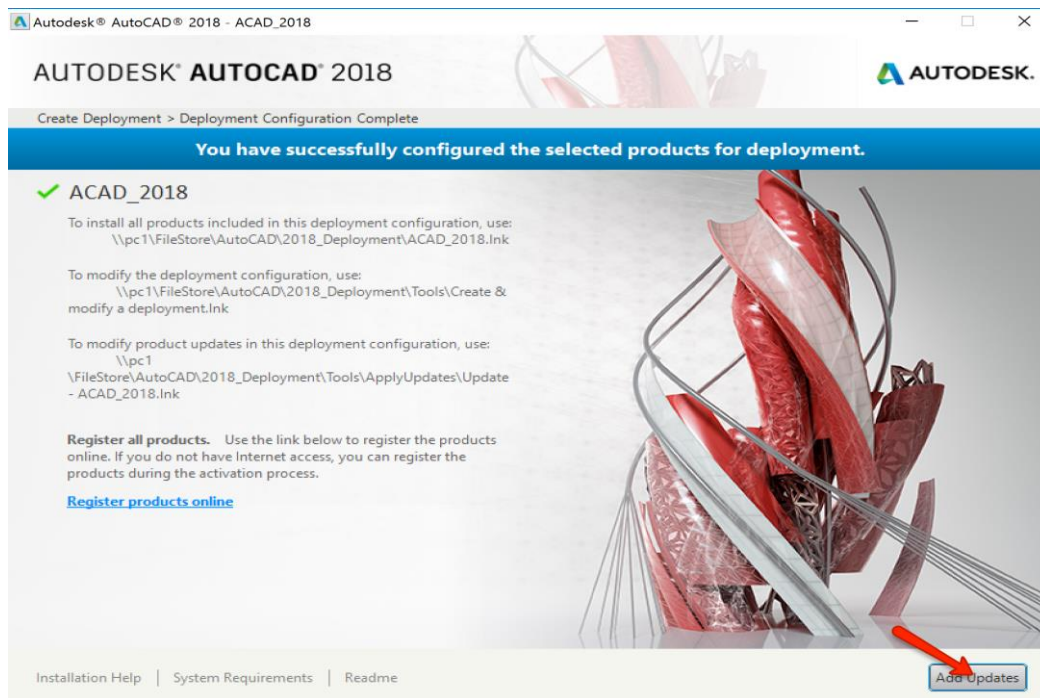 Autodesk® AutoCAD® 2018 - ACAD_2018
AUTODESK® AUTOCAD® 2018
AUTODESK.
Create Deployment > Deployment Configuration Complete
You have successfully configured the selected products for deployment.
ACAD_2018
To install all products included in this deployment configuration, use:
\\pc1\FileStore\AutoCAD\2018_Deployment\ACAD_2018.lnk
To modify the deployment configuration, use:
\\pc1\FileStore\AutoCAD\2018_Deployment\Tools\Create &
modify a deployment.lnk
To modify product updates in this deployment configuration, use:
\\pc1
\FileStore\AutoCAD\2018_Deployment\Tools\ApplyUpdates\Update
- ACAD_2018.lnk
Register all products. Use the link below to register the products
online. If you do not have Internet access, you can register the
products during the activation process.
Register products online
Installation Help | System Requirements | Readme
Add Updates